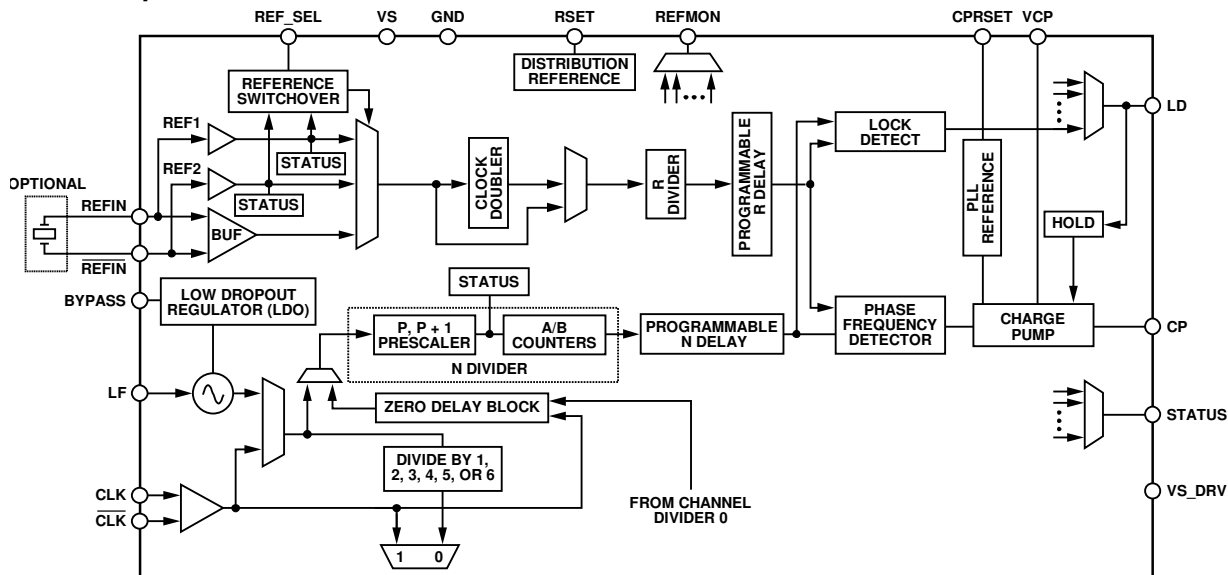 REF_SEL
VS
GND
RSET
REFMON
CPRSET
VCP
DISTRIBUTION
REFERENCE
REFERENCE
SWITCHOVER
LD
REF1
STATUS
LOCK
DETECT
CLOCK
DOUBLER
R
DIVIDER
PROGRAMMABLE
R DELAY
PLL
REFERENCE
REF2
STATUS
OPTIONAL
REFIN
BUF
REFIN
HOLD
BYPASS
LOW DROPOUT
REGULATOR (LDO)
STATUS
P, P + 1
PRESCALER
A/B
COUNTERS
N DIVIDER
PROGRAMMABLE
N DELAY
PHASE
FREQUENCY
DETECTOR
CHARGE
PUMP
CP
LF
ZERO DELAY BLOCK
STATUS
DIVIDE BY 1,
2, 3, 4, 5, OR 6
CLK
CLK
FROM CHANNEL
DIVIDER 0
VS_DRV
1 0